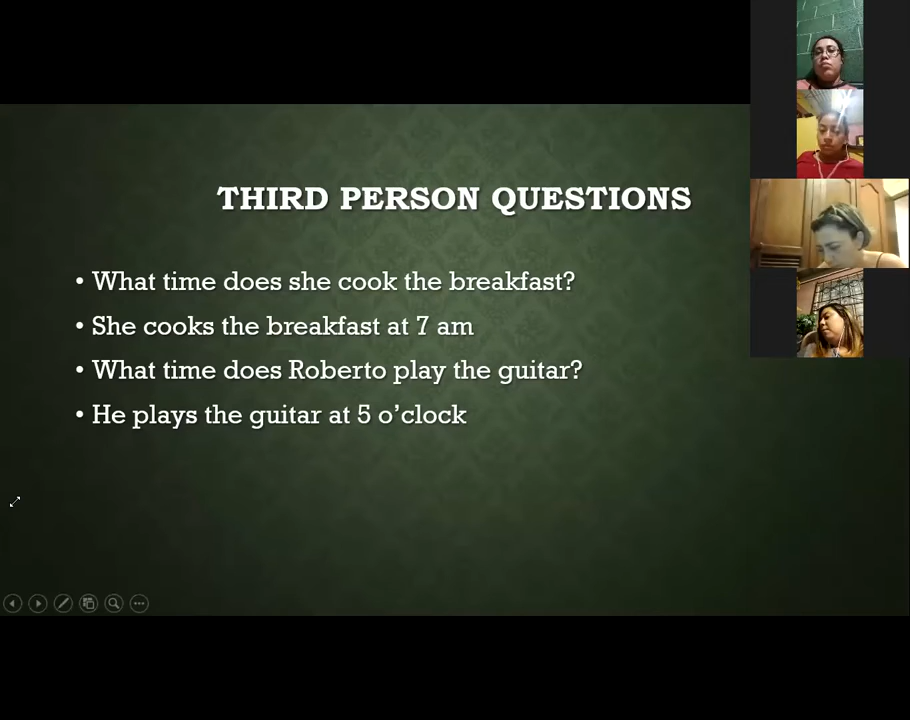 THIRD PERSON QUESTIONS
• What time does she cook the breakfast?
• She cooks the breakfast at 7 am
• What time does Roberto play the guitar?
• He plays the guitar at 5 o’clock